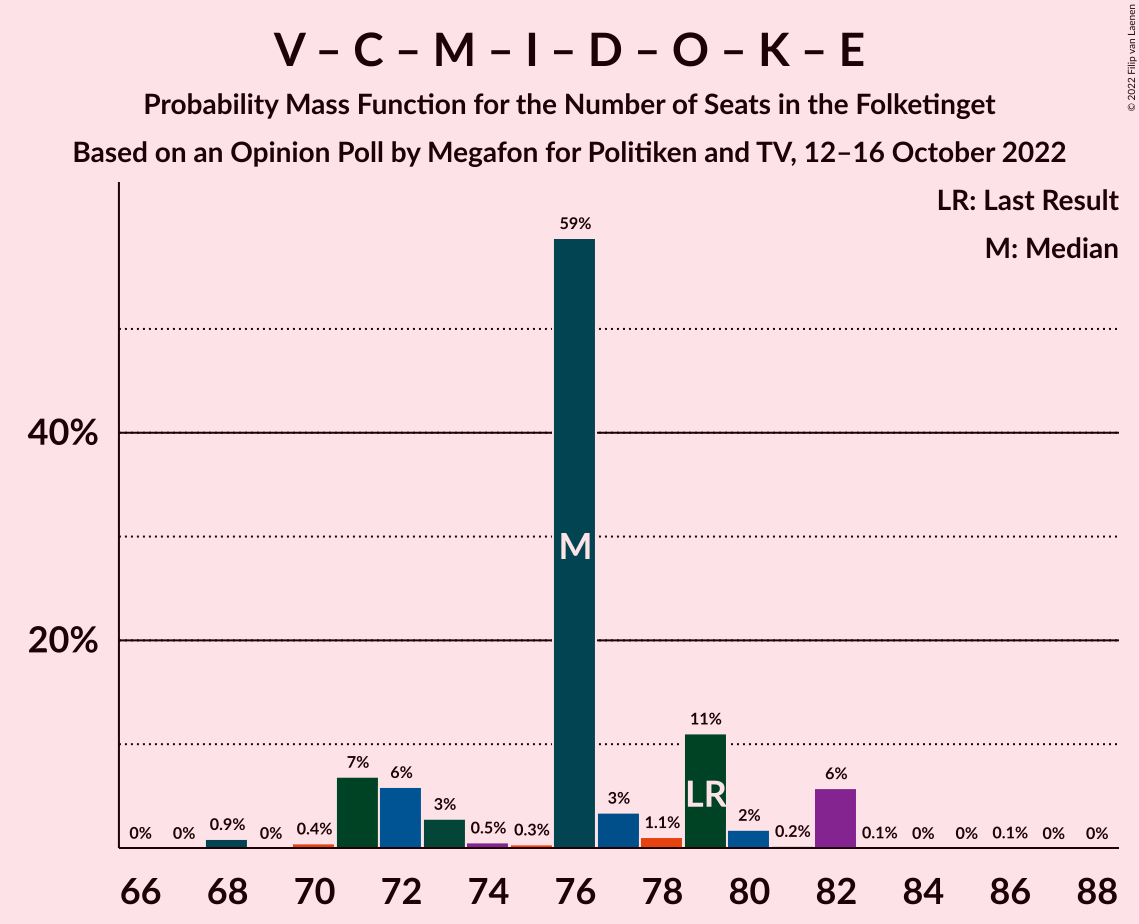 V – C – M – I – D – O – K – E
Probability Mass Function for the Number of Seats in the Folketinget
Based on an Opinion Poll by Megafon for Politiken and TV, 12–16 October 2022
© 2022 Filip van Laenen
LR: Last Result
M: Median
59%
40%
M
20%
11%
7%
6%
6%
LR
3%
3%
2%
0%
0%
0.9%
0%
0.4%
0.5%
0.3%
1.1%
0.2%
0.1%
0%
0%
0.1%
0%
0%
66 68 70 72 74 76 78 80 82 84 86 88